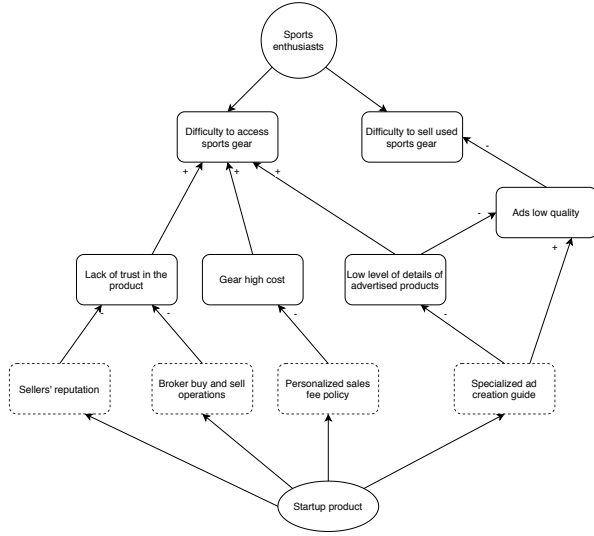 Sports
enthusiasts
Difficulty to access
sports gear
Difficulty to sell used
sports gear
-
+
+
+
-
Ads low quality
+
Lack of trust in the
product
Gear high cost
Low level of details of
advertised products
-
-
-
-
Sellers' reputation
Broker buy and sell
operations
Personalized sales
fee policy
Specialized ad
creation guide
Startup product